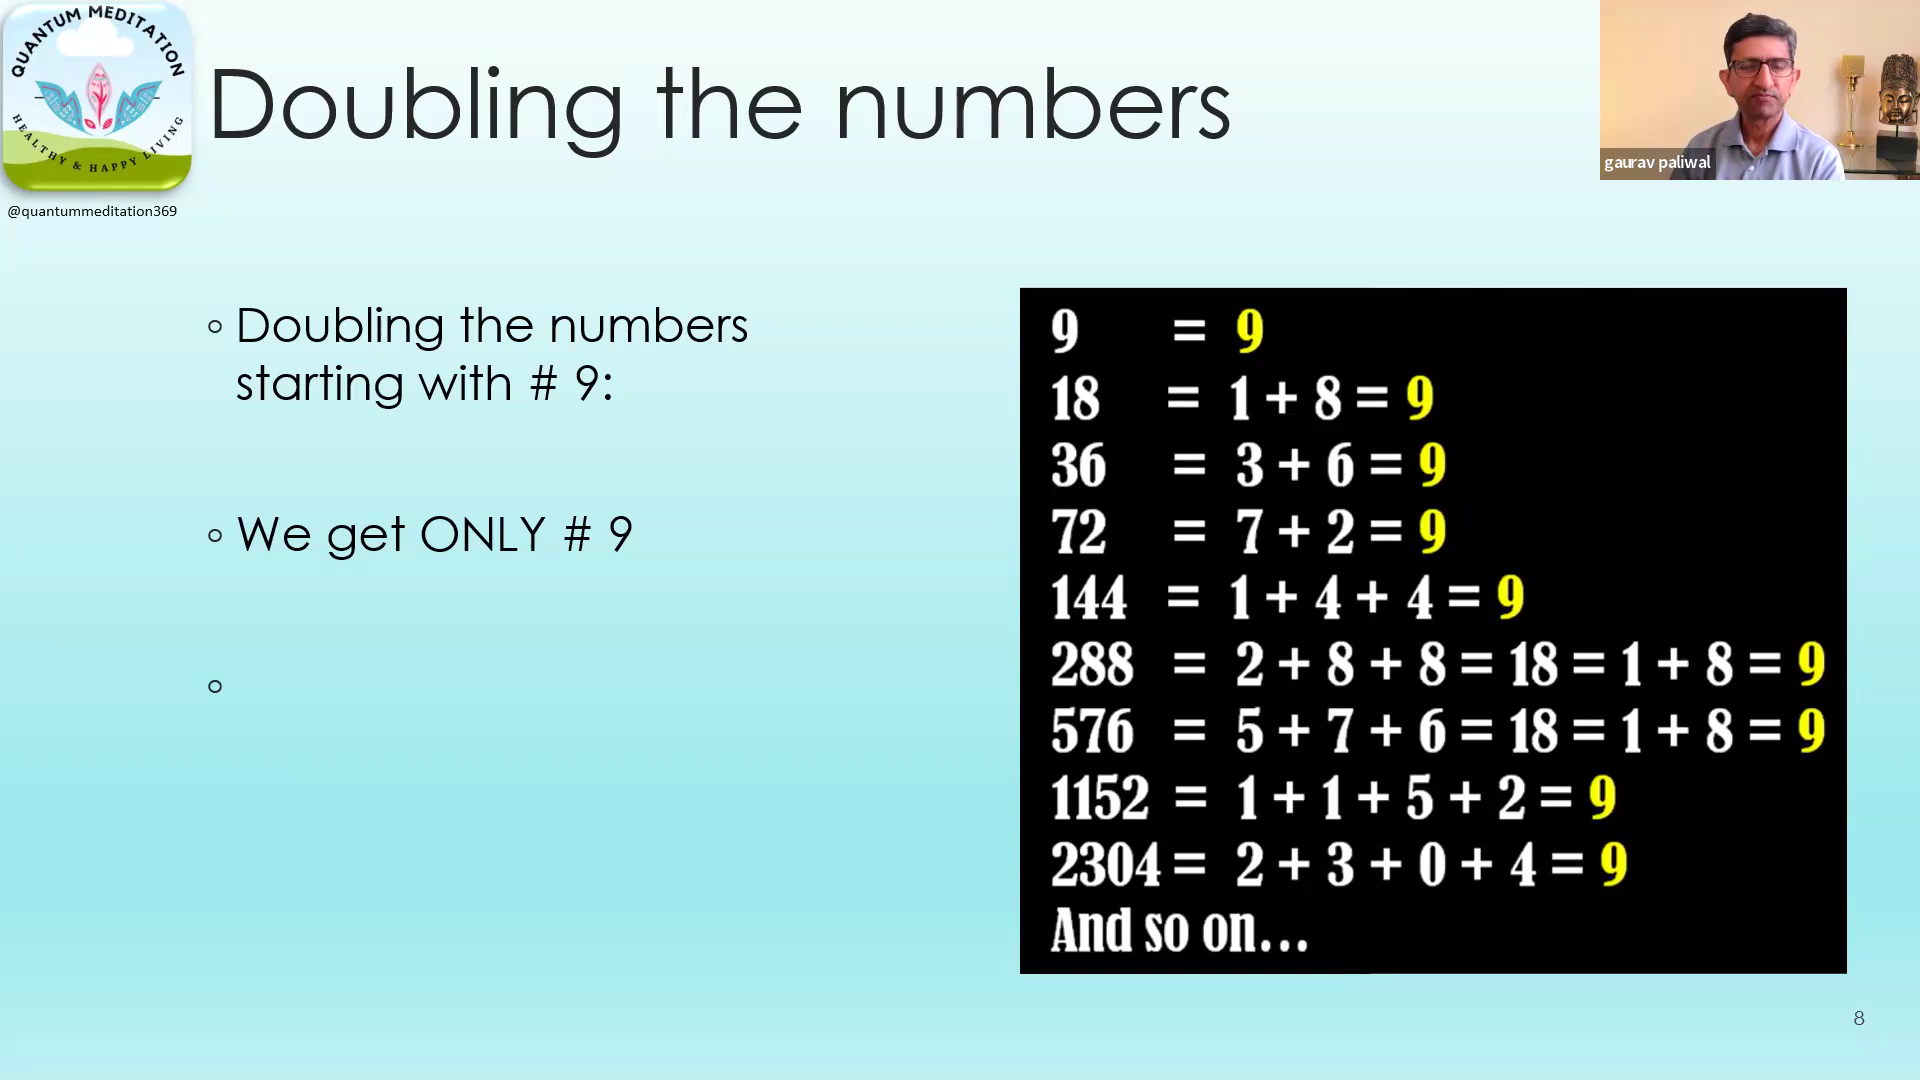 QUANTUM MEDITATION
HEALTHY & HAPPY LIVING
@quantummeditation369
Doubling the numbers
gaurav paliwal
◦ Doubling the numbers
starting with # 9:
◦ We get ONLY # 9
◦
9 = 9
18 = 1 + 8 = 9
36 = 3 + 6 = 9
72 = 7 + 2 = 9
144 = 1 + 4 + 4 = 9
288 = 2 + 8 + 8 = 18 = 1 + 8 = 9
576 = 5 + 7 + 6 = 18 = 1 + 8 = 9
1152 = 1 + 1 + 5 + 2 = 9
2304 = 2 + 3 + 0 + 4 = 9
And so on...
8